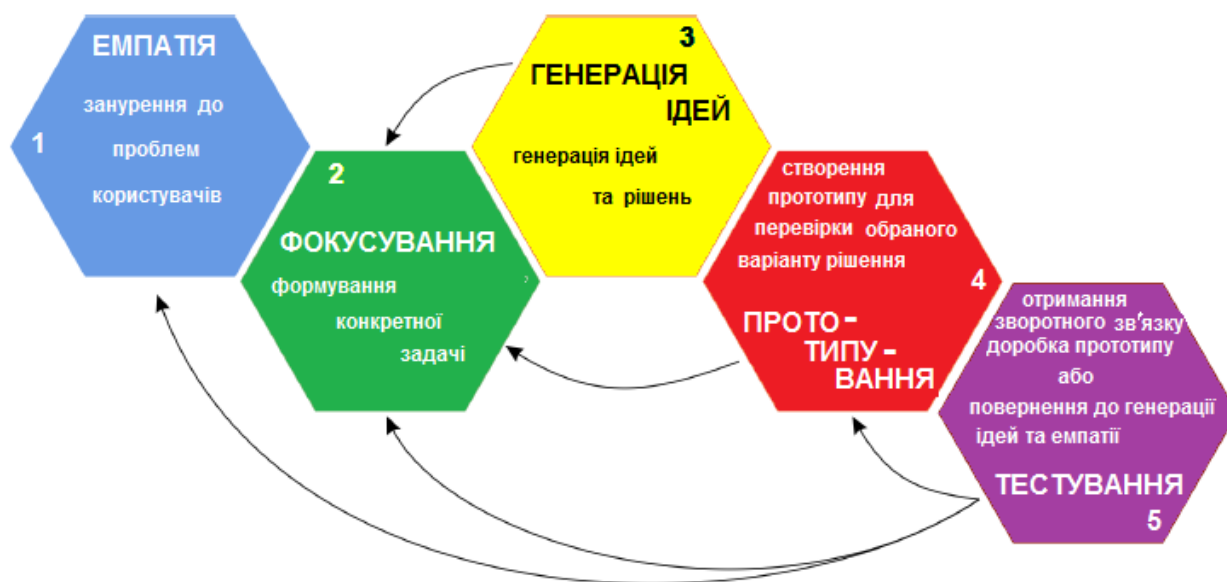 ЕМПАТІЯ
занурення до
1
проблем
користувачів
2
ФОКУСУВАННЯ
формування
конкретної
задачі
3
ГЕНЕРАЦІЯ
ІДЕЙ
генерація ідей
та рішень
створення
прототипу для
перевірки обраного
варіанту рішення
4
ПРОТО-
ТИПУ-
ВАННЯ
отримання
зворотного зв'язку
доробка прототипу
або
повернення до генерації
ідей та емпатії
ТЕСТУВАННЯ
5